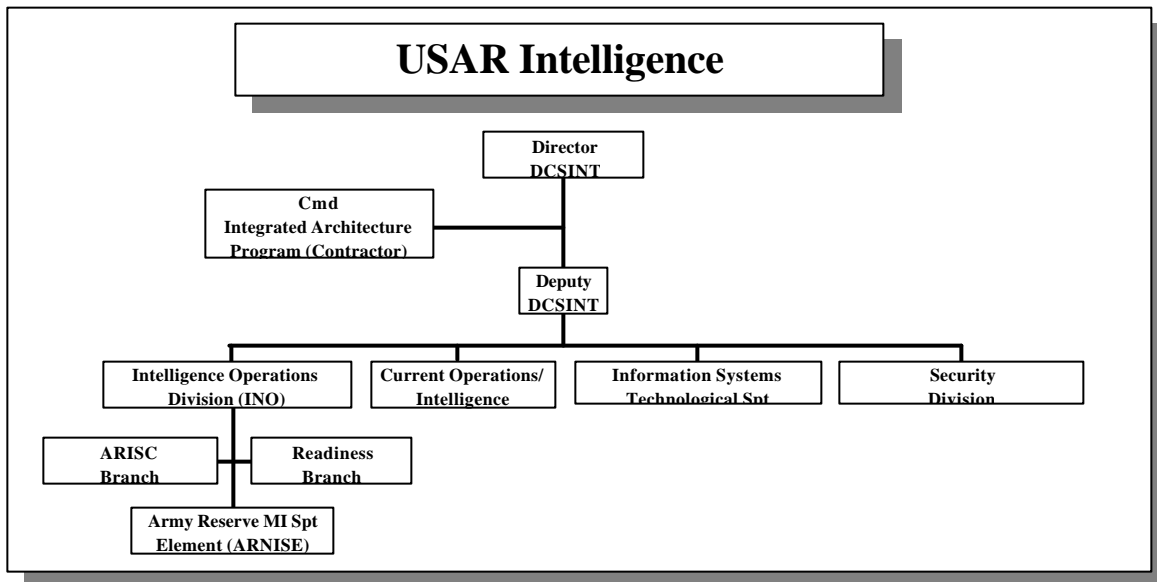 USAR Intelligence
Director
DCSINT
Cmd
Integrated Architecture
Program (Contractor)
Deputy
DCSINT
Intelligence Operations
Division (INO)
Current Operations/
Intelligence
Information Systems
Technological Spt
Security
Division
ARISC
Branch
Readiness
Branch
Army Reserve MI Spt
Element (ARNISE)